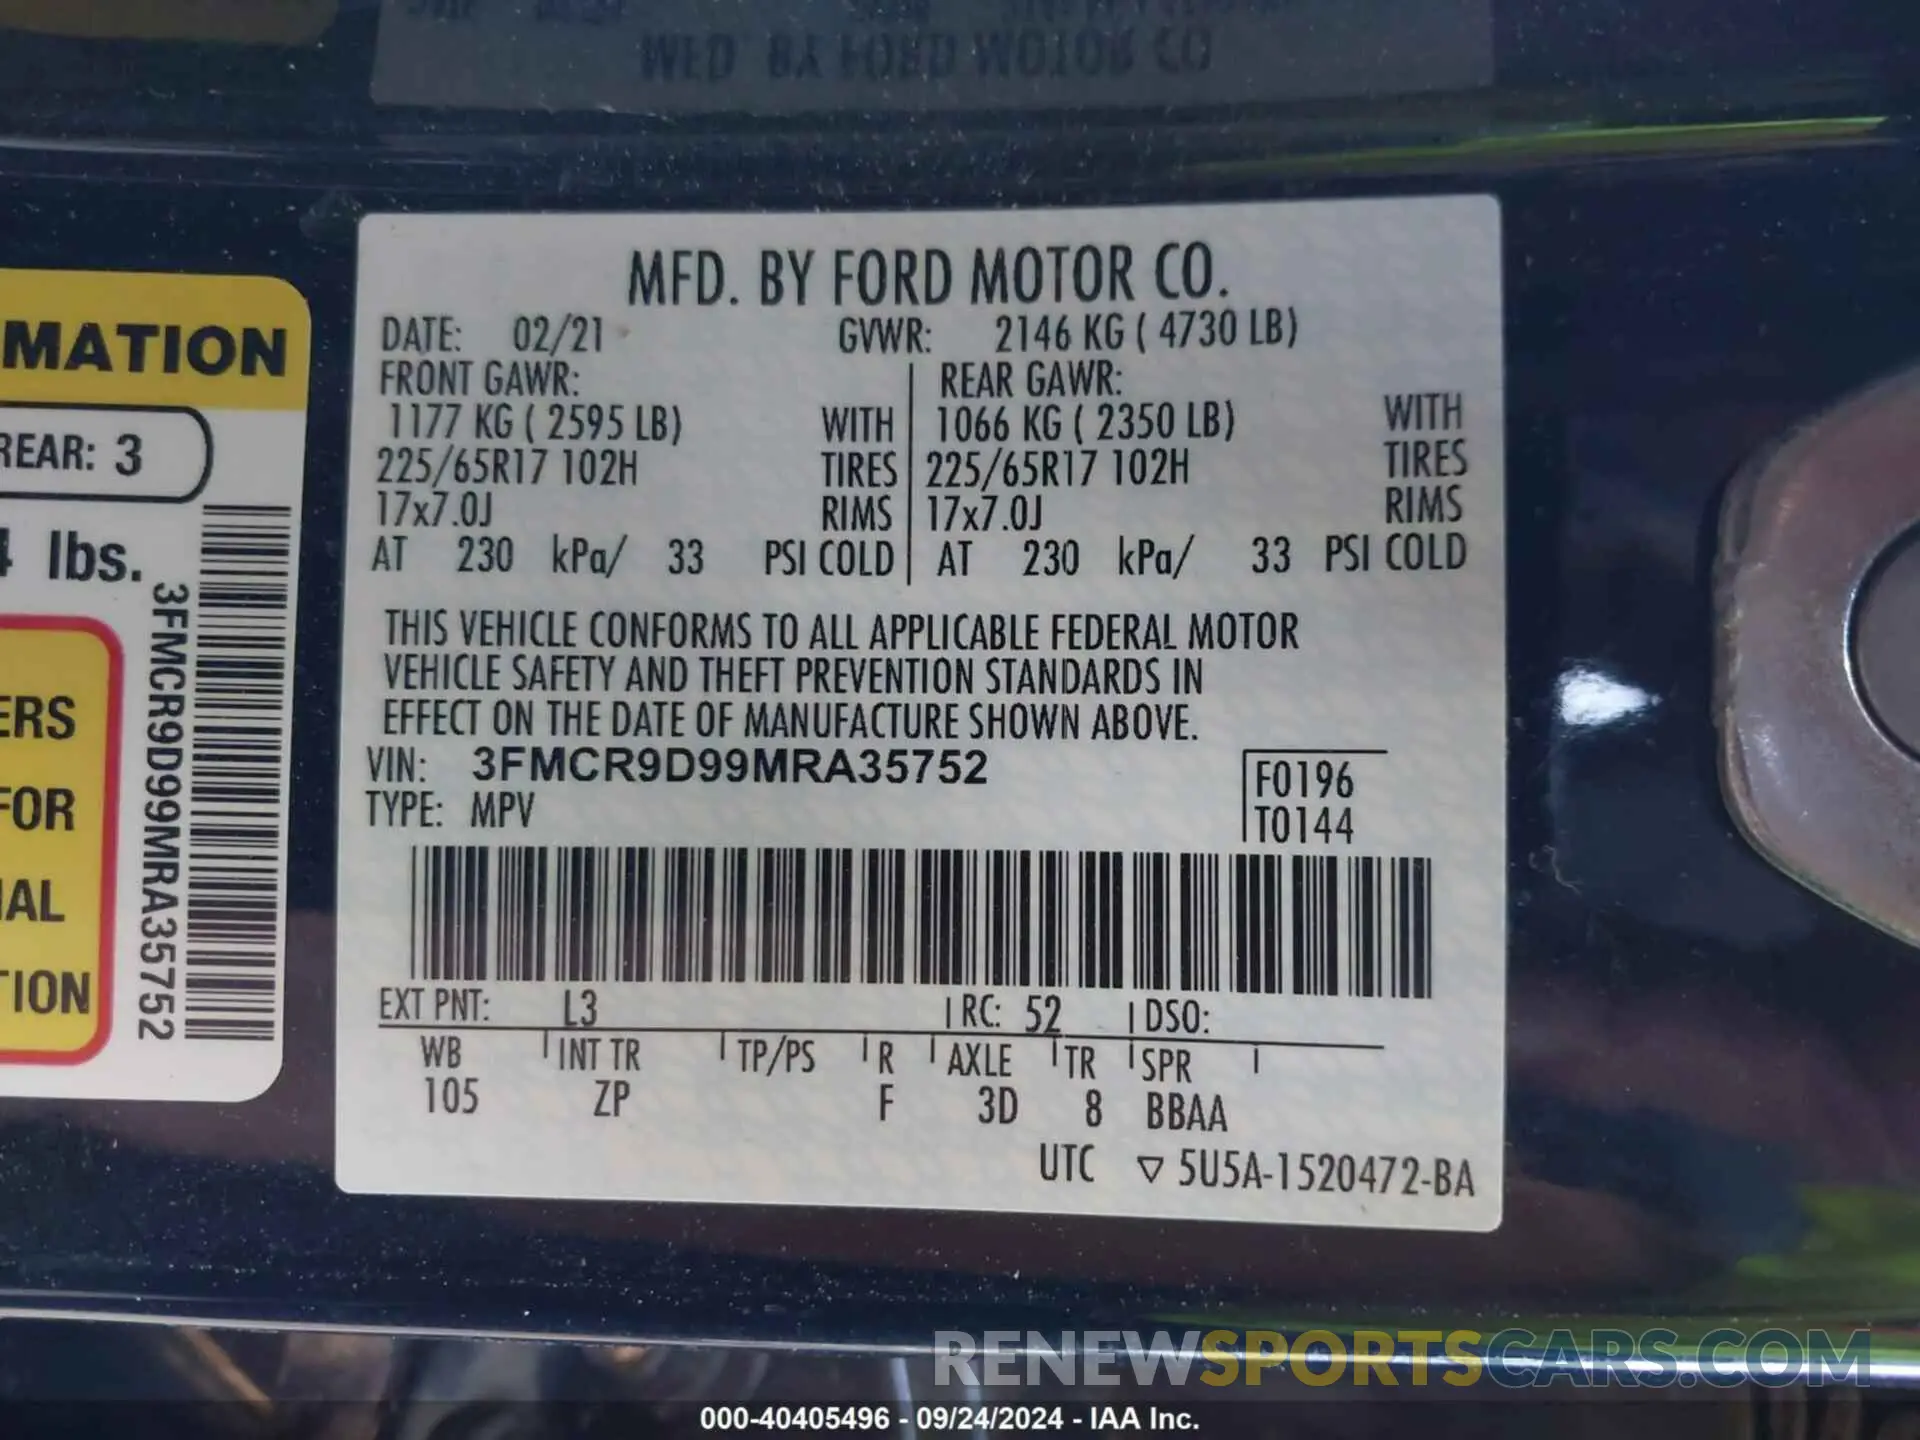 MFD. BY FORD MOTOR CO
MATION
REAR: 3
4 lbs.
ERS
FOR
IAL
TION
3FMCR9D99MRA35752
MFD. BY FORD MOTOR CO.
DATE: 02/21 GVWR: 2146 KG ( 4730 LB)
FRONT GAWR: REAR GAWR:
1177 KG ( 2595 LB) WITH 1066 KG ( 2350 LB) WITH
225/65R17 102H TIRES 225/65R17 102H TIRES
17x7.0J RIMS 17x7.0J RIMS
AT 230 kPa/ 33 PSI COLD AT 230 kPa/ 33 PSI COLD
THIS VEHICLE CONFORMS TO ALL APPLICABLE FEDERAL MOTOR
VEHICLE SAFETY AND THEFT PREVENTION STANDARDS IN
EFFECT ON THE DATE OF MANUFACTURE SHOWN ABOVE.
VIN: 3FMCR9D99MRA35752 F0196
TYPE: MPV T0144
EXT PNT: L3 RC: 52 DSO:
WB INT TR TP/PS R AXLE TR SPR
105 ZP F 3D 8 BBAA
UTC ▽ 5U5A-1520472-BA
RENEWSPORTSCARS.COM
000-40405496 - 09/24/2024 - IAA Inc.